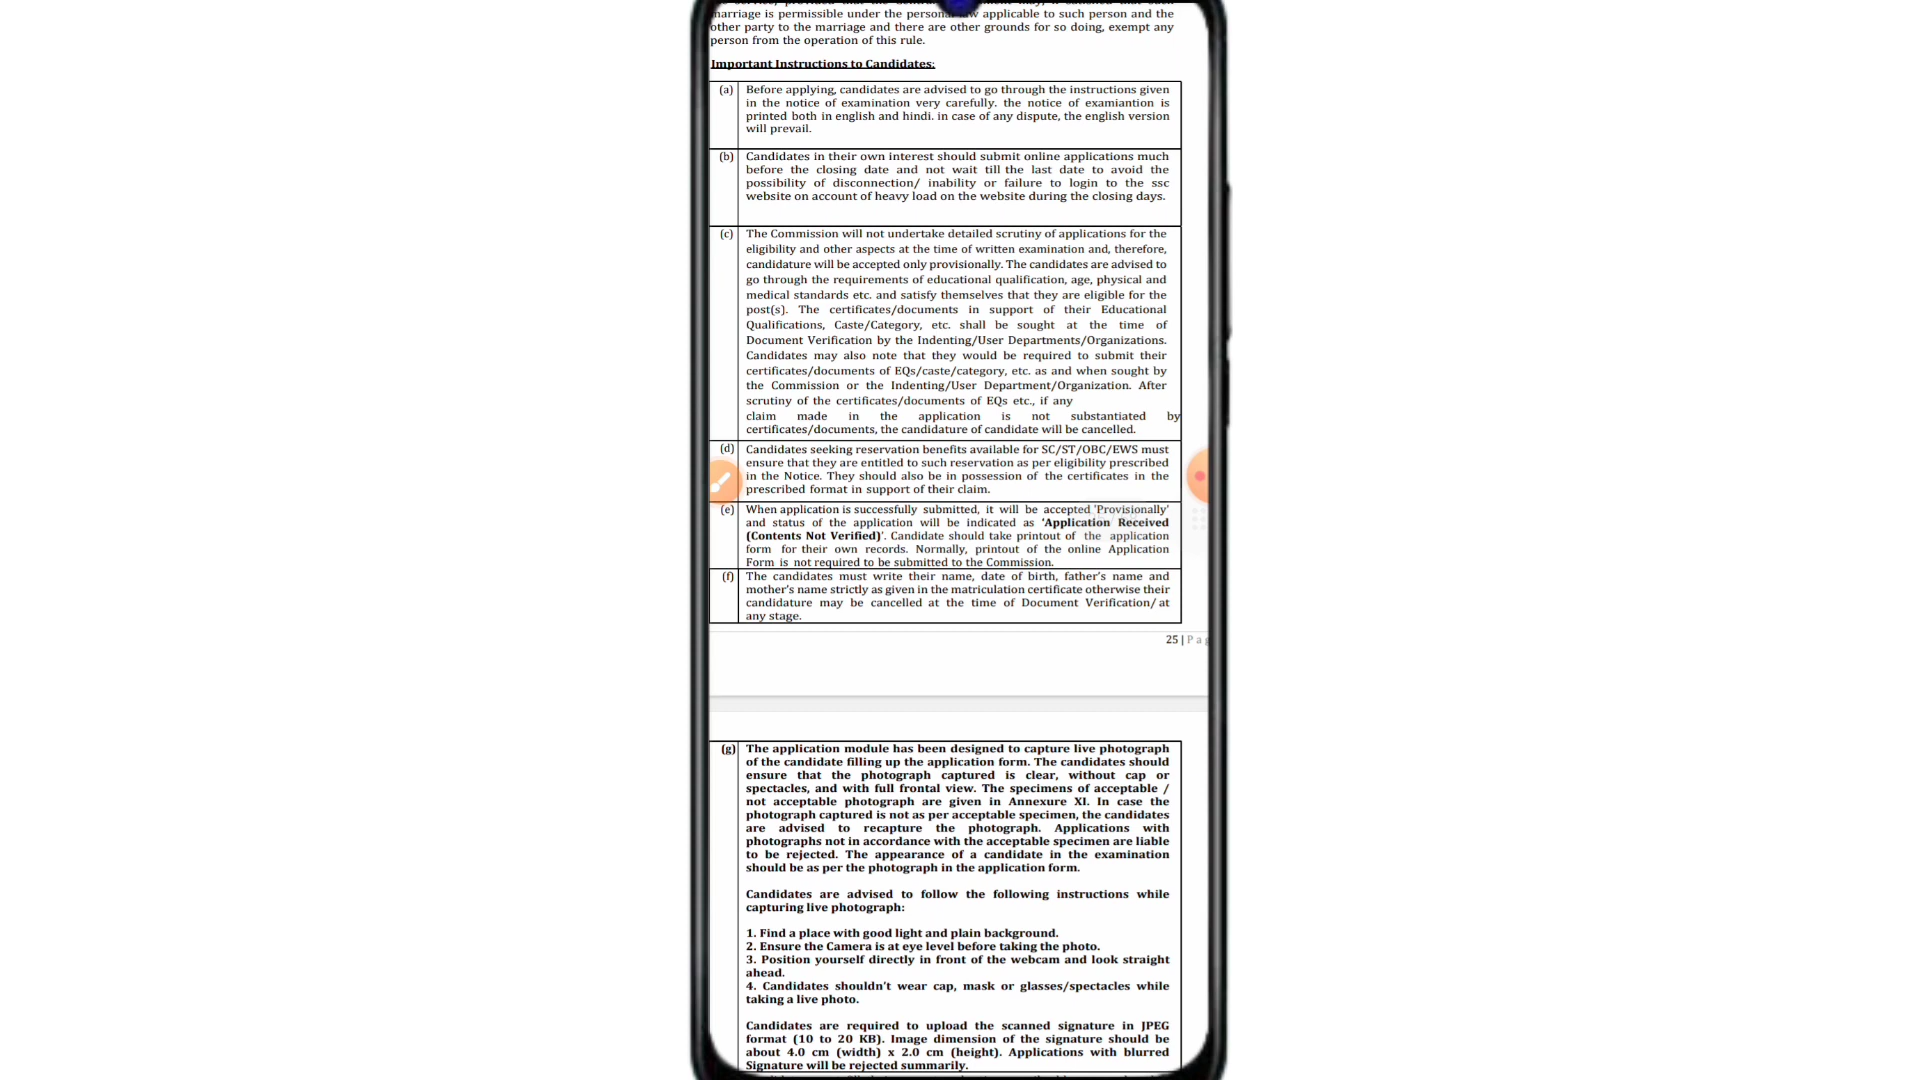 marriage is permissible under the applicable to such person and the
other party to the marriage and there are other grounds for so doing, exempt any
person from the operation of this rule.
Important Instructions to Candidates:
(a) Before applying, candidates are advised to go through the instructions given
in the notice of examination very carefully. the notice of examiantion is
printed both in english and hindi. in case of any dispute, the english version
will prevail.
(b) Candidates in their own interest should submit online applications much
before the closing date and not wait till the last date to avoid the
possibility of disconnection/ inability or failure to login to the ssc
website on account of heavy load on the website during the closing days.
(c) The Commission will not undertake detailed scrutiny of applications for the
eligibility and other aspects at the time of written examination and, therefore,
candidature will be accepted only provisionally. The candidates are advised to
go through the requirements of educational qualification, age, physical and
medical standards etc. and satisfy themselves that they are eligible for the
post(s). The certificates/documents in support of their Educational
Qualifications, Caste/Category, etc. shall be sought at the time of
Document Verification by the Indenting/User Departments/Organizations.
Candidates may also note that they would be required to submit their
certificates/documents of EQs/caste/category, etc. as and when sought by
the Commission or the Indenting/User Department/Organization. After
scrutiny of the certificates/documents of EQs etc., if any
claim made in the application is not substantiated by
certificates/documents, the candidature of candidate will be cancelled.
(d) Candidates seeking reservation benefits available for SC/ST/OBC/EWS must
ensure that they are entitled to such reservation as per eligibility prescribed
in the Notice. They should also be in possession of the certificates in the
prescribed format in support of their claim.
(e) When application is successfully submitted, it will be accepted 'Provisionally'
and status of the application will be indicated as 'Application Received
(Contents Not Verified)'. Candidate should take printout of the application
form for their own records. Normally, printout of the online Application
Form is not required to be submitted to the Commission.
(f) The candidates must write their name, date of birth, father's name and
mother's name strictly as given in the matriculation certificate otherwise their
candidature may be cancelled at the time of Document Verification/ at
any stage.
25 | P a
(g) The application module has been designed to capture live photograph
of the candidate filling up the application form. The candidates should
ensure that the photograph captured is clear, without cap or
spectacles, and with full frontal view. The specimens of acceptable /
not acceptable photograph are given in Annexure XI. In case the
photograph captured is not as per acceptable specimen, the candidates
are advised to recapture the photograph. Applications with
photographs not in accordance with the acceptable specimen are liable
to be rejected. The appearance of a candidate in the examination
should be as per the photograph in the application form.
Candidates are advised to follow the following instructions while
capturing live photograph:
1. Find a place with good light and plain background.
2. Ensure the Camera is at eye level before taking the photo.
3. Position yourself directly in front of the webcam and look straight
ahead.
4. Candidates shouldn't wear cap, mask or glasses/spectacles while
taking a live photo.
Candidates are required to upload the scanned signature in JPEG
format (10 to 20 KB). Image dimension of the signature should be
about 4.0 cm (width) x 2.0 cm (height). Applications with blurred
Signature will be rejected summarily.